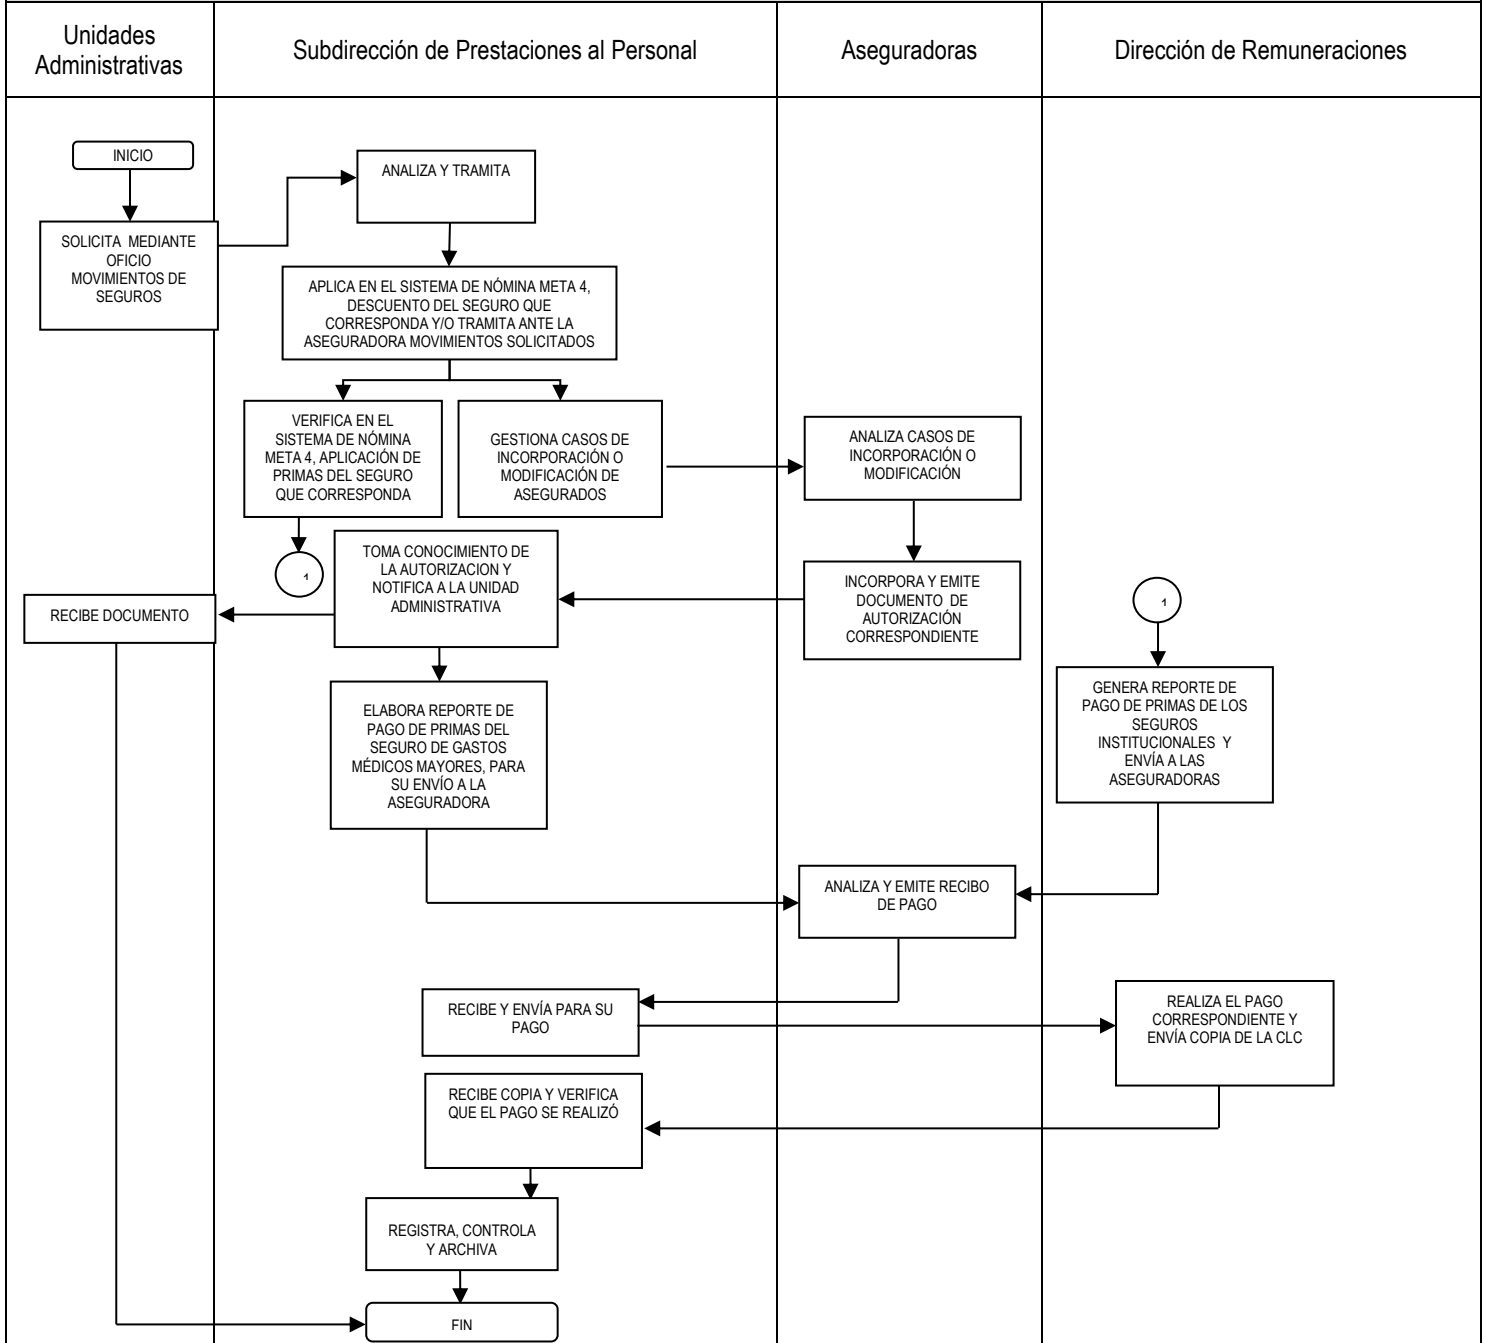 Unidades
Administrativas
Subdirección de Prestaciones al Personal
Aseguradoras
Dirección de Remuneraciones
INICIO
SOLICITA MEDIANTE
OFICIO
MOVIMIENTOS DE
SEGUROS
ANALIZA Y TRAMITA
APLICA EN EL SISTEMA DE NÓMINA META 4,
DESCUENTO DEL SEGURO QUE
CORRESPONDA Y/O TRAMITA ANTE LA
ASEGURADORA MOVIMIENTOS SOLICITADOS
VERIFICA EN EL
SISTEMA DE NÓMINA
META 4, APLICACIÓN DE
PRIMAS DEL SEGURO
QUE CORRESPONDA
GESTIONA CASOS DE
INCORPORACIÓN O
MODIFICACIÓN DE
ASEGURADOS
ANALIZA CASOS DE
INCORPORACIÓN O
MODIFICACIÓN
1
TOMA CONOCIMIENTO DE
LA AUTORIZACION Y
NOTIFICA A LA UNIDAD
ADMINISTRATIVA
INCORPORA Y EMITE
DOCUMENTO DE
AUTORIZACIÓN
CORRESPONDIENTE
1
RECIBE DOCUMENTO
ELABORA REPORTE DE
PAGO DE PRIMAS DEL
SEGURO DE GASTOS
MÉDICOS MAYORES, PARA
SU ENVÍO A LA
ASEGURADORA
GENERA REPORTE DE
PAGO DE PRIMAS DE LOS
SEGUROS
INSTITUCIONALES Y
ENVÍA A LAS
ASEGURADORAS
ANALIZA Y EMITE RECIBO
DE PAGO
RECIBE Y ENVÍA PARA SU
PAGO
REALIZA EL PAGO
CORRESPONDIENTE Y
ENVÍA COPIA DE LA CLC
RECIBE COPIA Y VERIFICA
QUE EL PAGO SE REALIZÓ
REGISTRA, CONTROLA
Y ARCHIVA
FIN